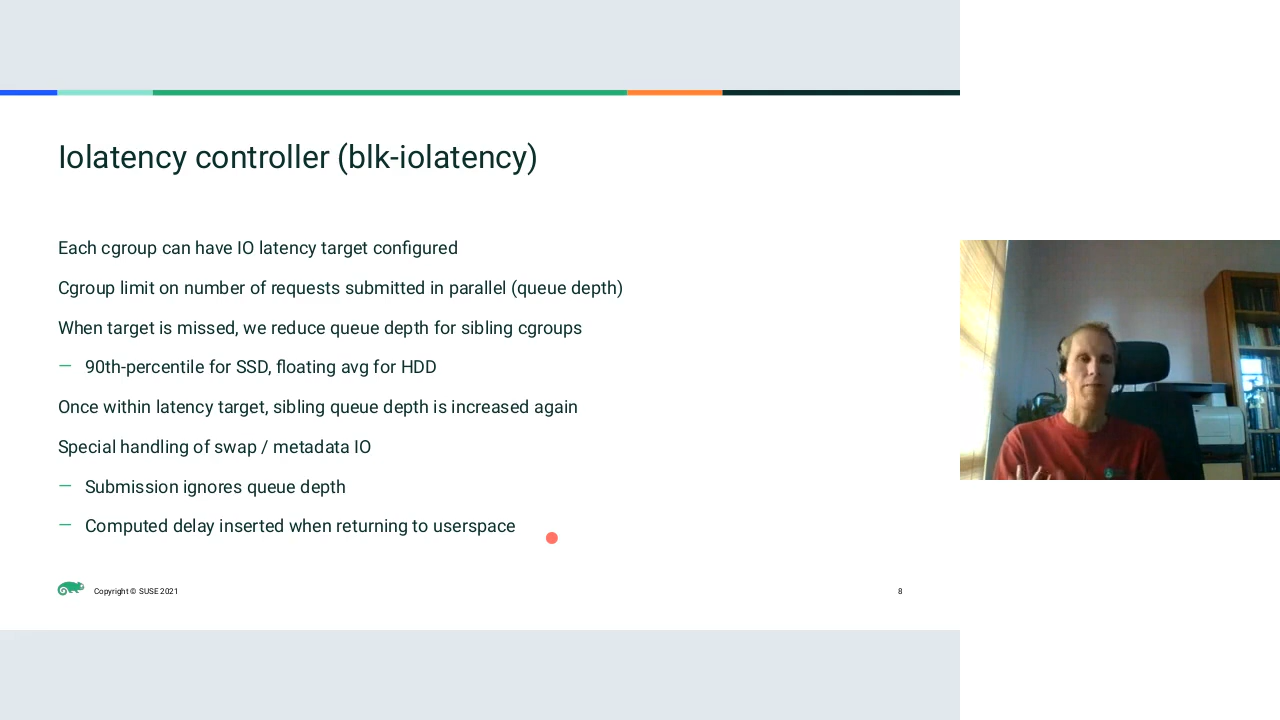 Iolatency controller (blk-iolatency)
Each cgroup can have IO latency target configured
Cgroup limit on number of requests submitted in parallel (queue depth)
When target is missed, we reduce queue depth for sibling cgroups
— 90th-percentile for SSD, floating avg for HDD
Once within latency target, sibling queue depth is increased again
Special handling of swap / metadata IO
— Submission ignores queue depth
— Computed delay inserted when returning to userspace
Copyright © SUSE 2021
8